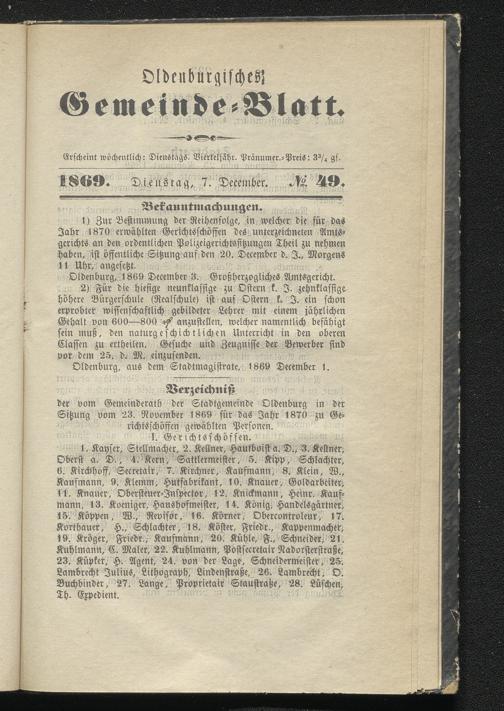 Oldenburgisches
Gemeinde-Blatt.
Erscheint wöchentlich: Dienstags. Vierteljähr. Pränumer.-Preis: 3¾ gſ.
1869. Dienstag, 7. December. № 49.
Bekanntmachungen.
1) Zur Bestimmung der Reihenfolge, in welcher die für das
Jahr 1870 erwählten Gerichtsschöffen des unterzeichneten Amts-
gerichts an den ordentlichen Polizeigerichtssitzungen Theil zu nehmen
haben, ist öffentliche Sitzung auf den 20. December d. J., Morgens
11 Uhr, angesetzt.
Oldenburg, 1869 December 3. Großherzogliches Amtsgericht.
2) Für die hiesige neunklassige zu Ostern k. J. zehnklassige
höhere Bürgerschule (Realschule) ist auf Ostern k. J. ein schon
erprobter wissenschaftlich gebildeter Lehrer mit einem jährlichen
Gehalt von 600—800 anzustellen, welcher namentlich befähigt
sein muß, den naturgeschichtlichen Unterricht in den oberen
Classen zu ertheilen. Gesuche und Zeugnisse der Bewerber sind
vor dem 25. d. M. einzusenden.
Oldenburg, aus dem Stadtmagistrate, 1869 December 1.
Verzeichniß
der vom Gemeinderath der Stadtgemeinde Oldenburg in der
Sitzung vom 23. November 1869 für das Jahr 1870 zu Ge-
richtsschöffen gewählten Personen.
I. Gerichtsschöffen.
1. Kayser, Stellmacher, 2. Kellner, Hautboist a. D., 3. Kellner,
Oberst a. D., 4. Kern, Sattlermeister, 5. Kipp, Schlachter,
6. Kirchhoff, Secretair, 7. Kirchner, Kaufmann, 8. Klein, W.,
Kaufmann, 9. Klemm, Hutfabrikant, 10. Knauer, Goldarbeiter,
11. Knauer, Obersteuer-Inspector, 12. Knickmann, Heinr. Kauf-
mann, 13. Koeniger, Haushofmeister, 14. König, Handelsgärtner,
15. Köppen, W., Revisor, 16. Körner, Obercontroleur, 17.
Korthauer, H., Schlachter, 18. Köster, Friedr., Kappenmacher,
19. Kröger, Friedr., Kaufmann, 20. Kühle, F., Schneider, 21.
Kuhlmann, C. Maler, 22. Kuhlmann, Postsecretair Nadorsterstraße,
23. Küpker, H. Agent, 24. von der Lage, Schneidermeister, 25.
Lambrecht Julius, Lithograph, Lindenstraße, 26. Lambrecht, O.
Buchbinder, 27. Lange, Proprietair Staustraße, 28. Lüschen,
Th. Expedient.